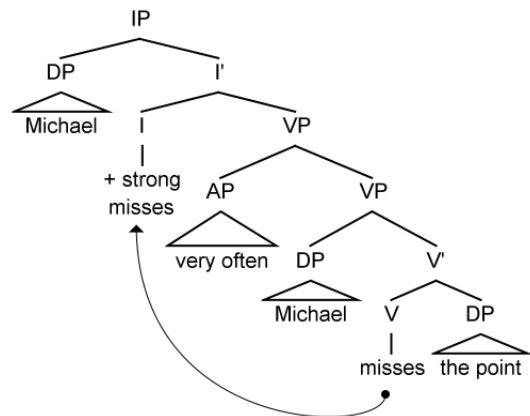 IP
DP I'
Michael I VP
+ strong AP VP
misses
very often DP V'
Michael V DP
misses the point